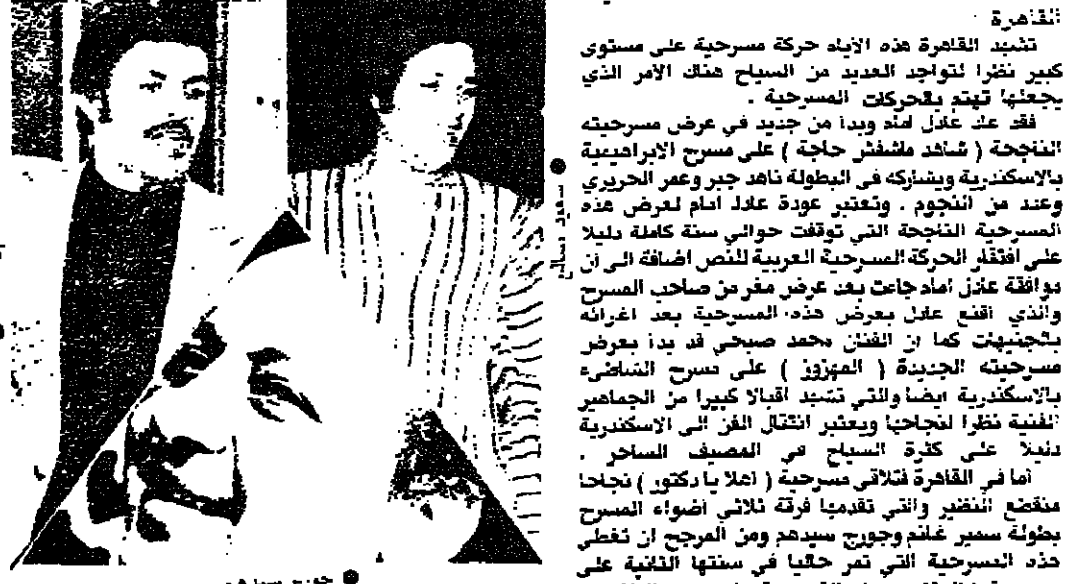 القاهرة
تشهد القاهرة هذه الايام حركة مسرحية على مستوى
كبير نظرا لتواجد العديد من السياح هناك الأمر الذي
يجعلها تهتم بالحركات المسرحية .
فقد عاد عادل امام وبدأ من جديد في عرض مسرحيته
الناجحة ( شاهد ماشفش حاجة ) على مسرح الابراهيمية
بالاسكندرية ويشاركه في البطولة ناهد جبر وعمر الحريري
وعدد من النجوم . وتعتبر عودة عادل امام لعرض هذه
المسرحية الناجحة التي توقفت حوالي سنة كاملة دليلا
على افتقار الحركة المسرحية العربية للنص اضافة الى أن
موافقة عادل امام جاءت بعد عرض مغر من صاحب المسرح
والذي اقنع عادل بعرض هذه المسرحية بعد اغرائه
بالجنيهات كما ان الفنان محمد صبحي قد بدأ بعرض
مسرحيته الجديدة ( المهزوز ) على مسرح الشاطىء
بالاسكندرية ايضا والتي تشهد اقبالا كبيرا من الجماهير
الفنية نظرا لنجاحها ويعتبر انتقال الفن الى الاسكندرية
دليلا على كثرة السياح في المصيف الساحر .
أما في القاهرة فتلاقي مسرحية ( اهلا يا دكتور ) نجاحا
منقطع النظير والتي تقدمها فرقة ثلاثي اضواء المسرح
بطولة سمير غانم وجورج سيدهم ومن المرجح ان تغطي
هذه المسرحية التي تمر حاليا في سنتها الثانية على
سعيد صالح
جورج سيدهم